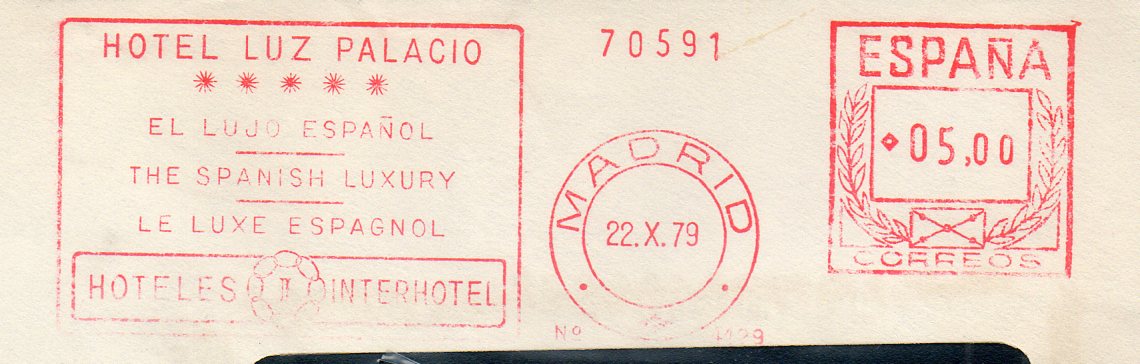 HOTEL LUZ PALACIO
EL LUJO ESPAÑOL
THE SPANISH LUXURY
LE LUXE ESPAGNOL
HOTELES INTERHOTEL
70591
MADRID
22.X.79
Nº
ESPAÑA
05,00
CORREOS